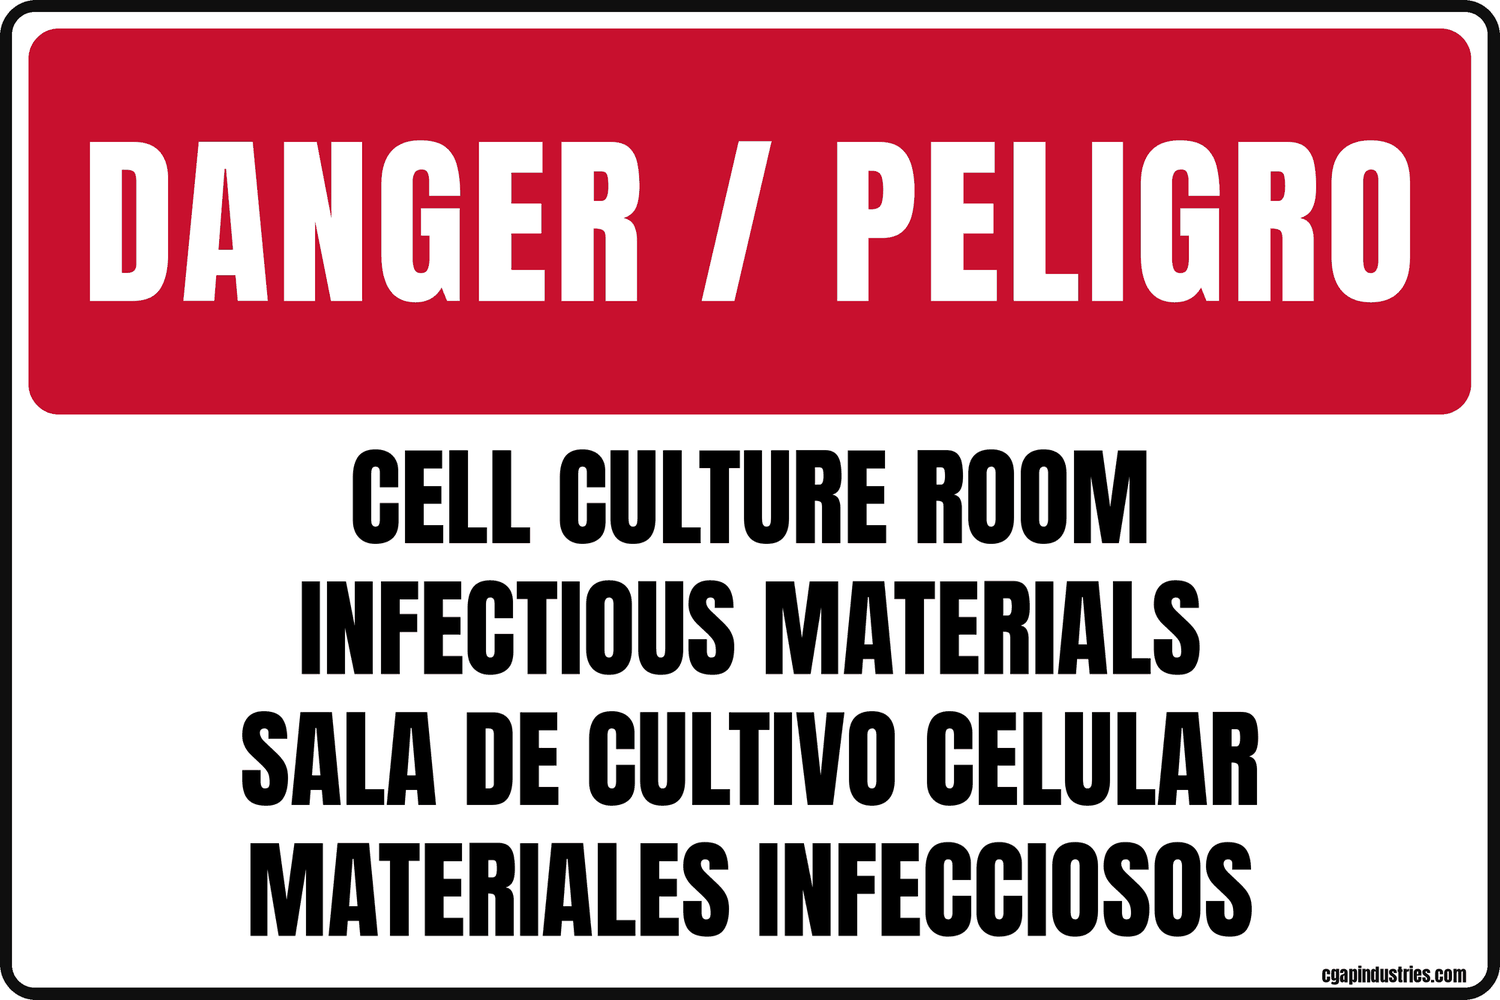 DANGER / PELIGRO
CELL CULTURE ROOM
INFECTIOUS MATERIALS
SALA DE CULTIVO CELULAR
MATERIALES INFECCIOSOS
cgapindustries.com